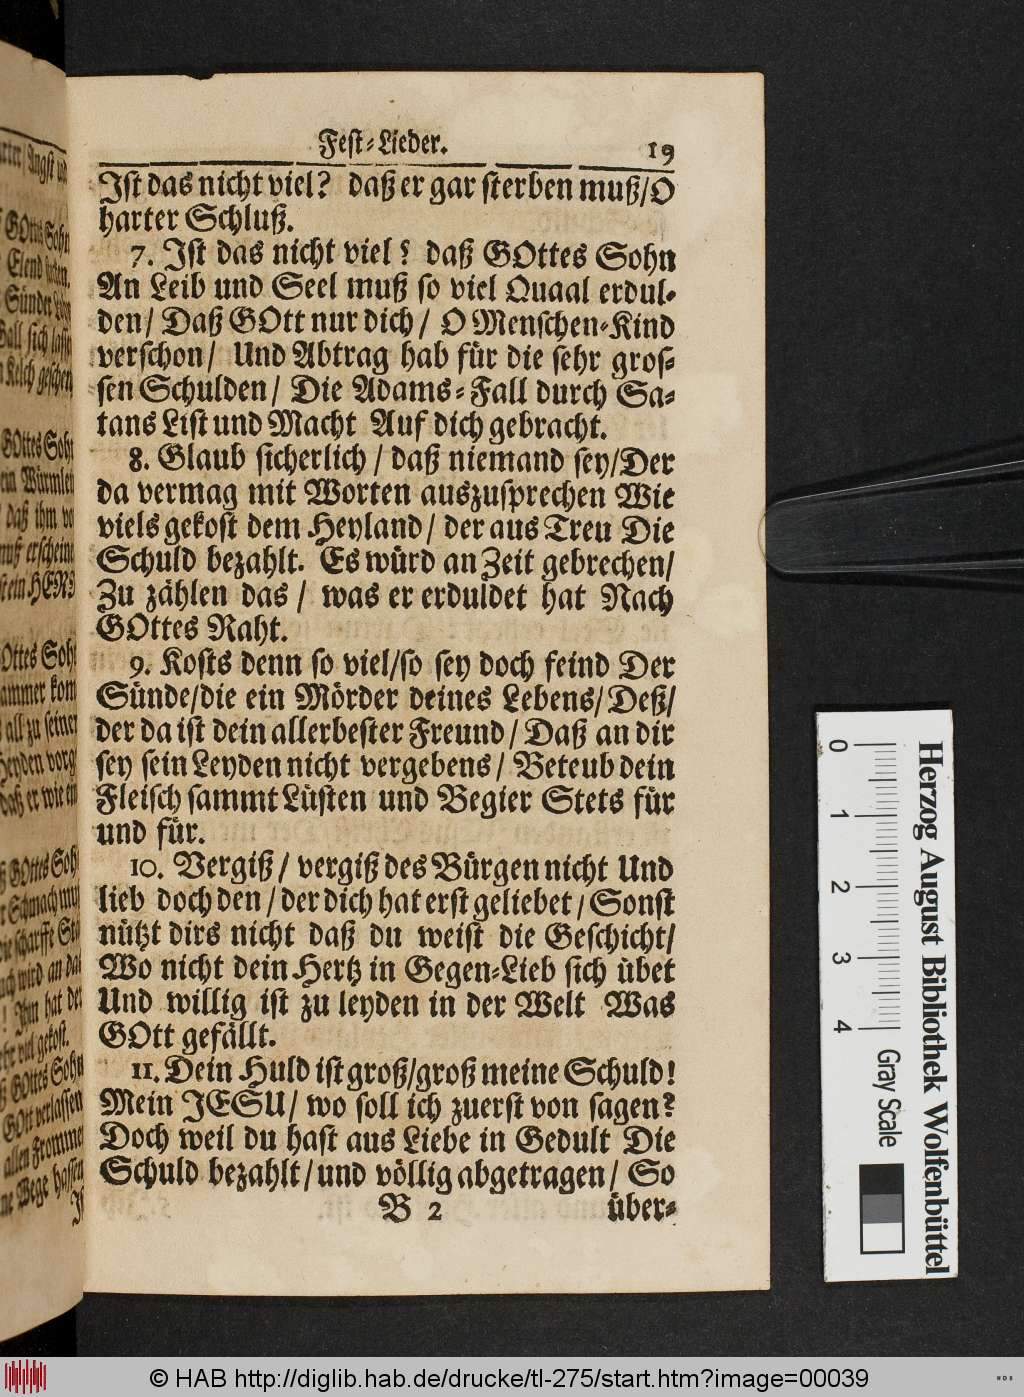 Fest-Lieder. 19
Ist das nicht viel? daß er gar sterben muß/O
harter Schluß.
7. Ist das nicht viel? daß GOttes Sohn
An Leib und Seel muß so viel Quaal erdul-
den/ Daß GOtt nur dich/ O Menschen-Kind
verschon/ Und Abtrag hab für die sehr gros-
sen Schulden/ Die Adams-Fall durch Sa-
tans List und Macht Auf dich gebracht.
8. Glaub sicherlich/ daß niemand sey/Der
da vermag mit Worten auszusprechen Wie
viels gekost dem Heyland/ der aus Treu Die
Schuld bezahlt. Es würd an Zeit gebrechen/
Zu zählen das/ was er erduldet hat Nach
GOttes Raht.
9. Kosts denn so viel/so sey doch feind Der
Sünde/die ein Mörder deines Lebens/Deß/
der da ist dein allerbester Freund/ Daß an dir
sey sein Leyden nicht vergebens/ Beteub dein
Fleisch sammt Lüsten und Begier Stets für
und für.
10. Vergiß/ vergiß des Bürgen nicht Und
lieb doch den/ der dich hat erst geliebet/ Sonst
nützt dirs nicht daß du weist die Geschicht/
Wo nicht dein Hertz in Gegen-Lieb sich übet
Und willig ist zu leyden in der Welt Was
GOtt gefällt.
11. Dein Huld ist groß/groß meine Schuld!
Mein JESU/ wo soll ich zuerst von sagen?
Doch weil du hast aus Liebe in Gedult Die
Schuld bezahlt/und völlig abgetragen/ So
B 2 über-
0 1 2 3 4
Gray Scale
Herzog August Bibliothek Wolfenbüttel
© HAB http://diglib.hab.de/drucke/tl-275/start.htm?image=00039